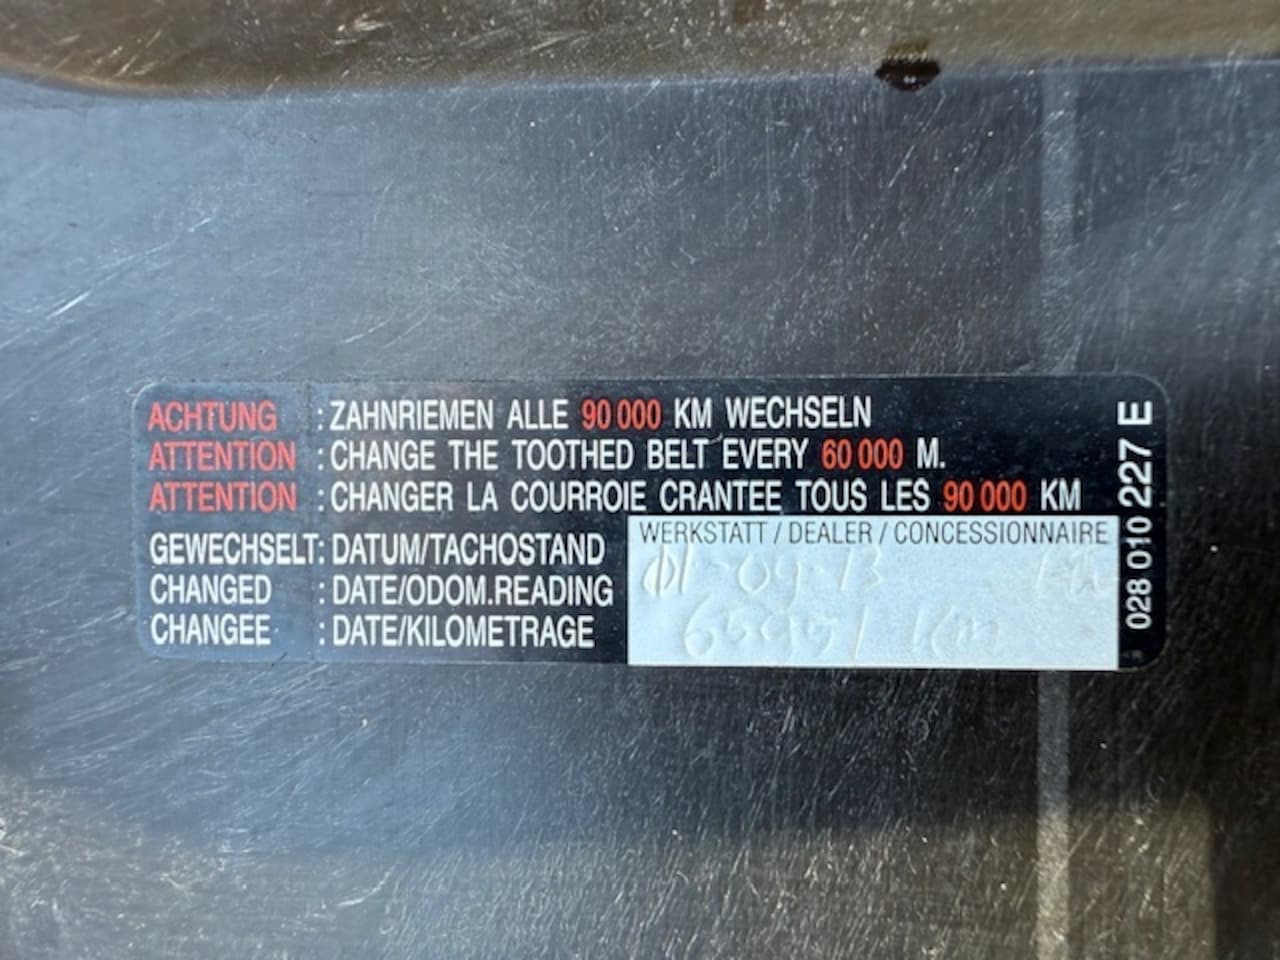 ACHTUNG : ZAHNRIEMEN ALLE 90 000 KM WECHSELN
ATTENTION : CHANGE THE TOOTHED BELT EVERY 60 000 M.
ATTENTION : CHANGER LA COURROIE CRANTEE TOUS LES 90 000 KM
WERKSTATT / DEALER / CONCESSIONNAIRE
GEWECHSELT: DATUM/TACHOSTAND
CHANGED : DATE/ODOM.READING
CHANGEE : DATE/KILOMETRAGE
01-09-13
Km
028 010 227 E